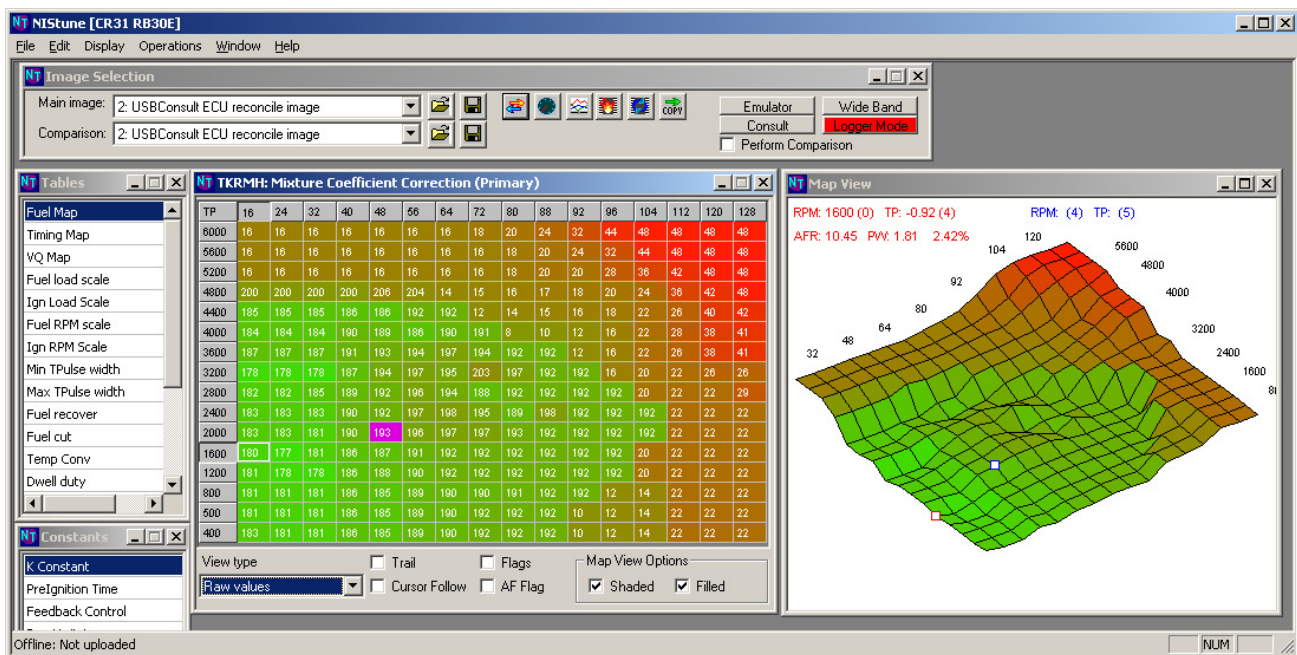 NIStune [CR31 RB30E]
File Edit Display Operations Window Help
Image Selection
Main image: 2: USBConsult ECU reconcile image
Comparison: 2: USBConsult ECU reconcile image
COPY
Emulator Wide Band
Consult Logger Mode
Perform Comparison
Tables
Fuel Map
Timing Map
VQ Map
Fuel load scale
Ign Load Scale
Fuel RPM scale
Ign RPM Scale
Min TPulse width
Max TPulse width
Fuel recover
Fuel cut
Temp Conv
Dwell duty
Constants
K Constant
PreIgnition Time
Feedback Control
TKRMH: Mixture Coefficient Correction (Primary)
TP 16 24 32 40 48 56 64 72 80 88 92 96 104 112 120 128
6000 16 16 16 16 16 16 16 18 20 24 32 44 48 48 48 48
5600 16 16 16 16 16 16 16 16 18 20 24 32 44 48 48 48
5200 16 16 16 16 16 16 16 16 18 20 20 28 36 42 48 48
4800 200 200 200 200 206 204 14 15 16 17 18 20 24 36 42 48
4400 185 185 185 186 186 192 192 12 14 15 16 18 22 26 40 42
4000 184 184 184 190 189 186 190 191 8 10 12 16 22 28 38 41
3600 187 187 187 191 193 194 197 194 192 192 12 16 22 26 38 41
3200 178 178 178 187 194 197 195 203 197 192 192 16 20 22 26 26
2800 182 182 185 189 192 196 194 188 192 192 192 192 20 22 22 29
2400 183 183 183 190 192 197 198 195 189 198 192 192 192 22 22 22
2000 183 183 181 190 193 196 197 197 193 192 192 192 192 22 22 22
1600 180 177 181 186 187 191 192 192 192 192 192 192 20 22 22 22
1200 181 178 178 186 188 190 192 192 192 192 192 192 20 22 22 22
800 181 181 181 186 185 189 190 190 191 192 192 12 14 22 22 22
500 181 181 181 186 185 189 190 192 192 192 10 12 14 22 22 22
400 183 181 181 186 185 189 190 192 192 192 10 12 14 22 22 22
View type
Raw values
Trail Flags
Cursor Follow AF Flag
Map View Options
Shaded Filled
Map View
RPM: 1600 (0) TP: -0.92 (4) RPM: (4) TP: (5)
AFR: 10.45 PW: 1.81 2.42%
32 48 64 80 92 104 120
5600 4800 4000 3200 2400 1600
Offline: Not uploaded
NUM